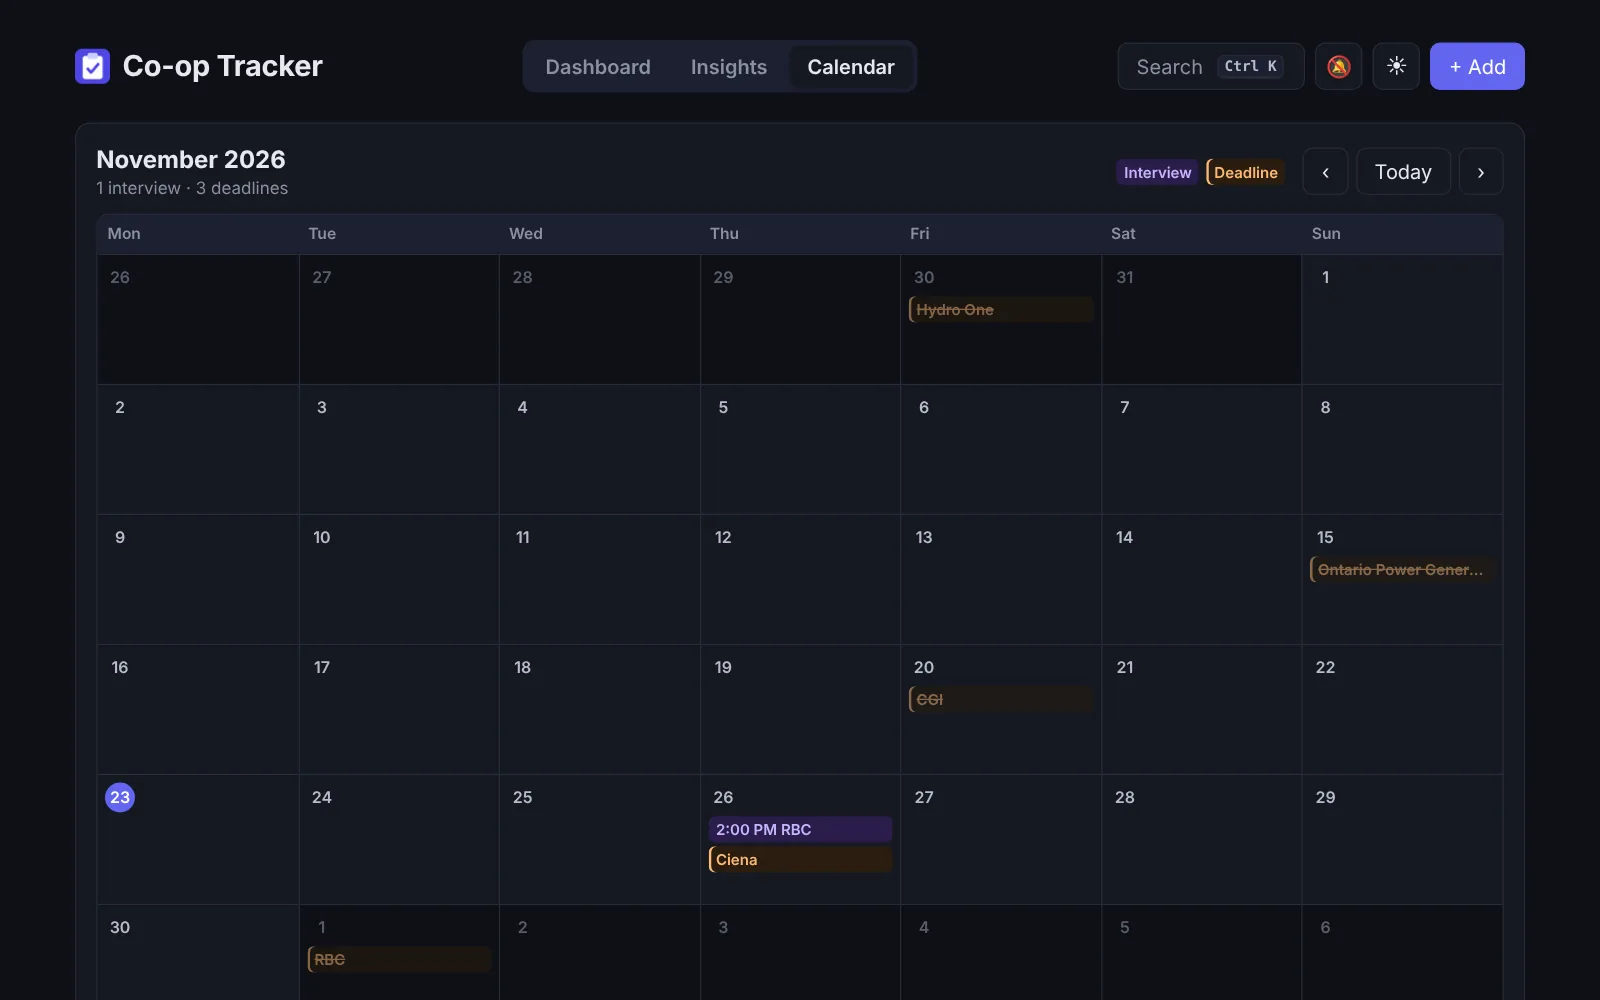 Co-op Tracker
Dashboard
Insights
Calendar
Search Ctrl K
+ Add
November 2026
1 interview · 3 deadlines
Interview
Deadline
‹
Today
›
Mon Tue Wed Thu Fri Sat Sun
26 27 28 29 30 31 1
Hydro One
2 3 4 5 6 7 8
9 10 11 12 13 14 15
Ontario Power Gener...
16 17 18 19 20 21 22
CGI
23 24 25 26 27 28 29
2:00 PM RBC
Ciena
30 1 2 3 4 5 6
RBC